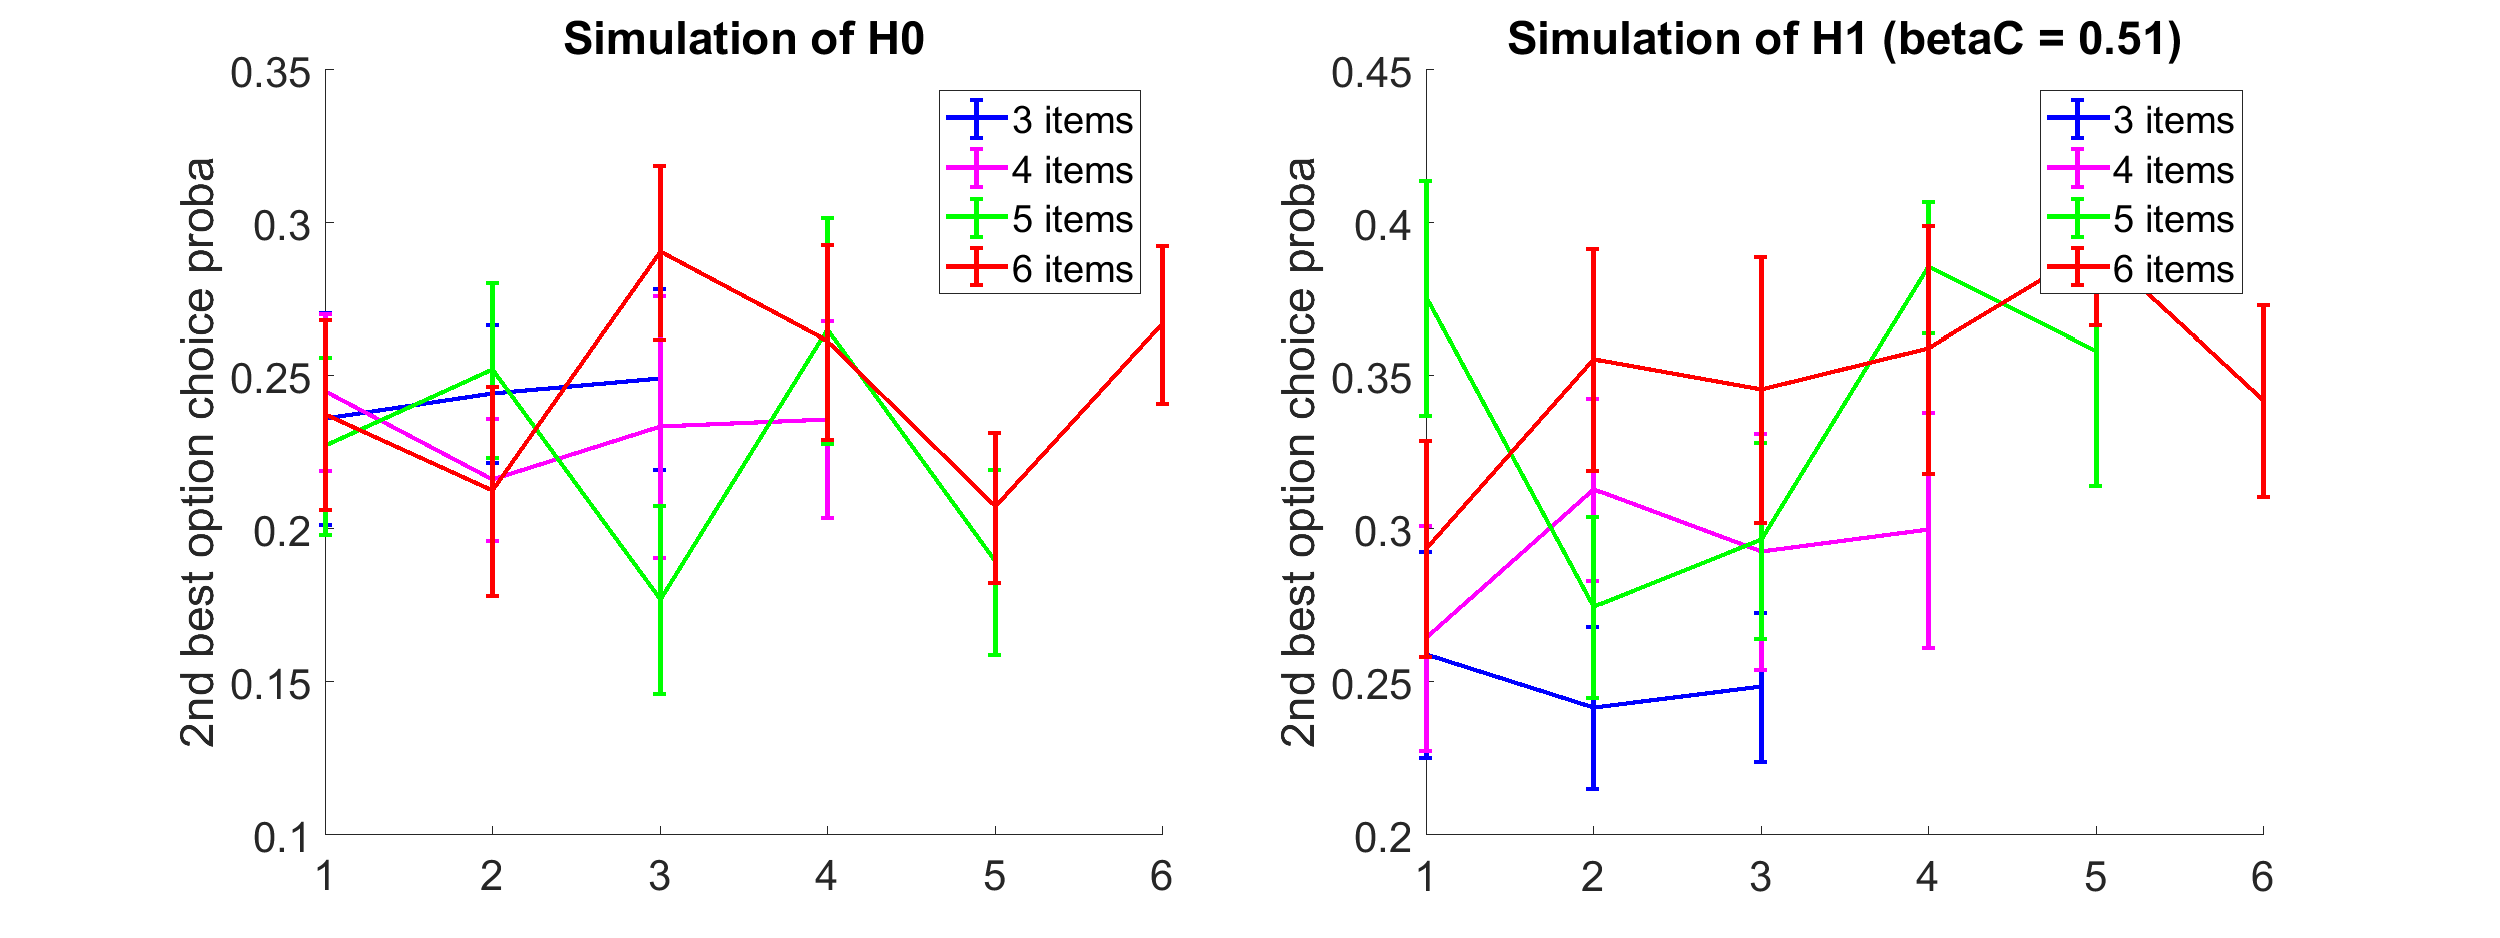 Simulation of H0
0.35
0.3
0.25
0.2
0.15
0.1
2nd best option choice proba
3 items
4 items
5 items
6 items
1 2 3 4 5 6
Simulation of H1 (betaC = 0.51)
0.45
0.4
0.35
0.3
0.25
0.2
2nd best option choice proba
3 items
4 items
5 items
6 items
1 2 3 4 5 6